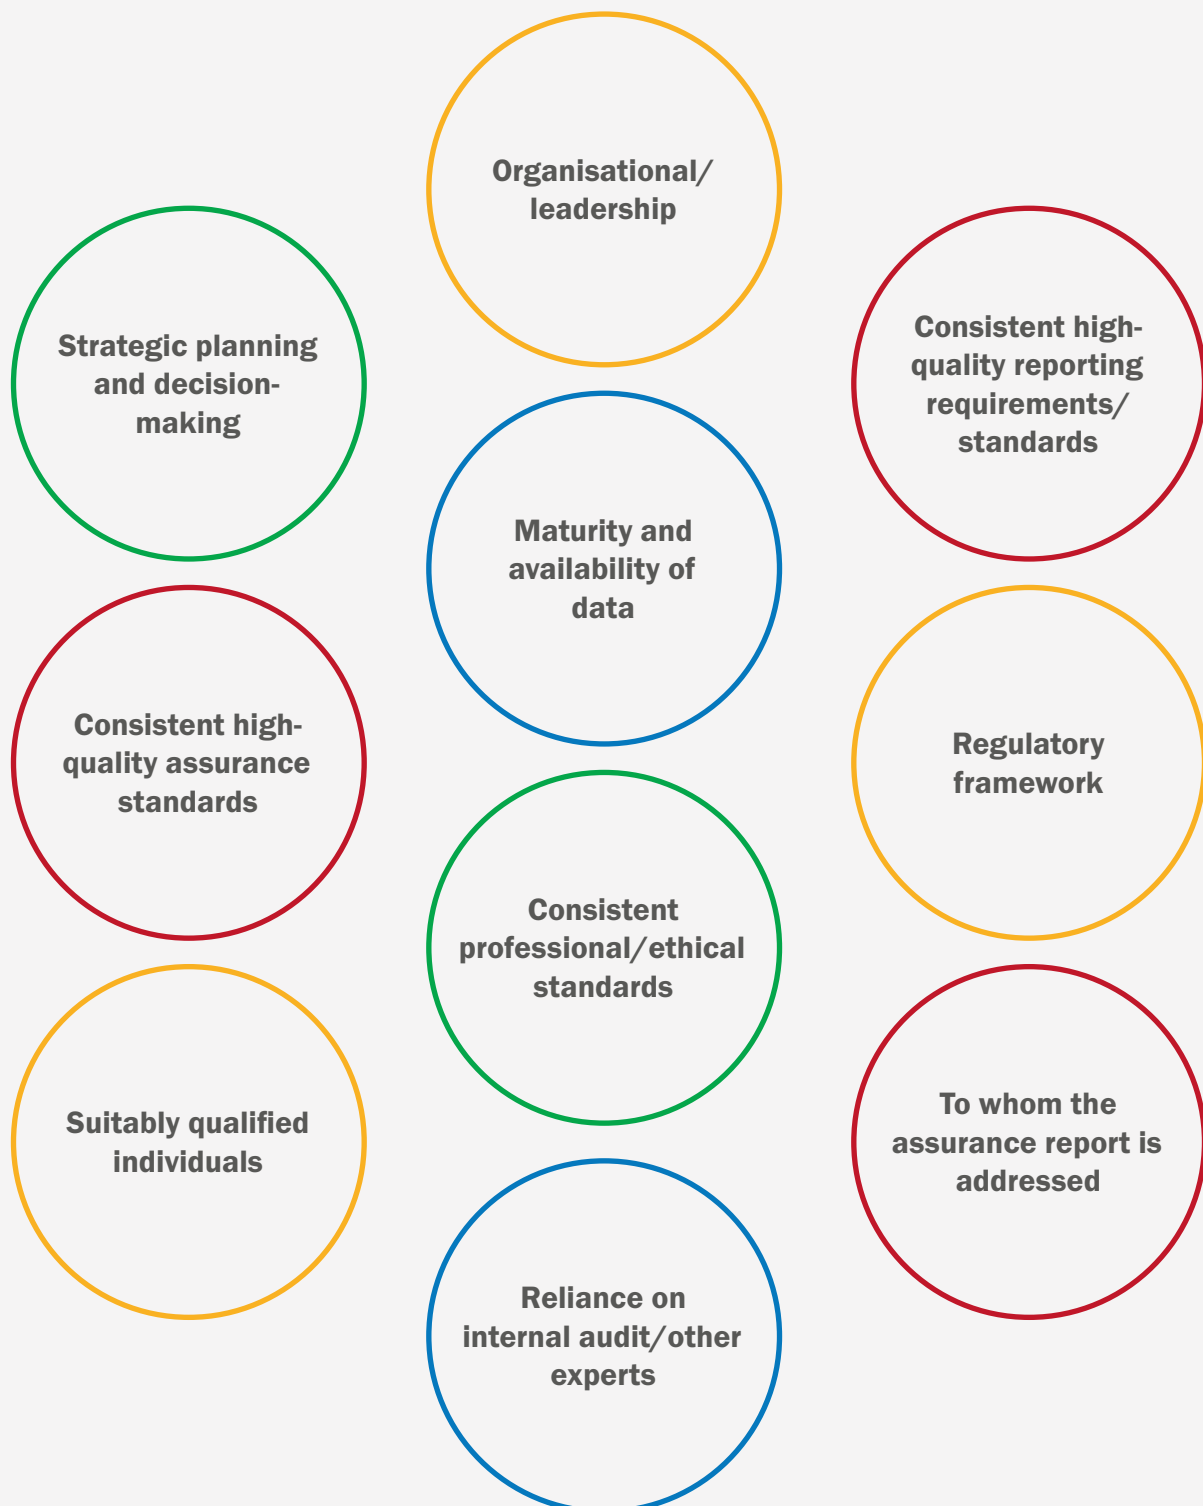 Organisational/
leadership
Strategic planning
and decision-
making
Consistent high-
quality reporting
requirements/
standards
Maturity and
availability of
data
Consistent high-
quality assurance
standards
Regulatory
framework
Consistent
professional/ethical
standards
Suitably qualified
individuals
To whom the
assurance report is
addressed
Reliance on
internal audit/other
experts